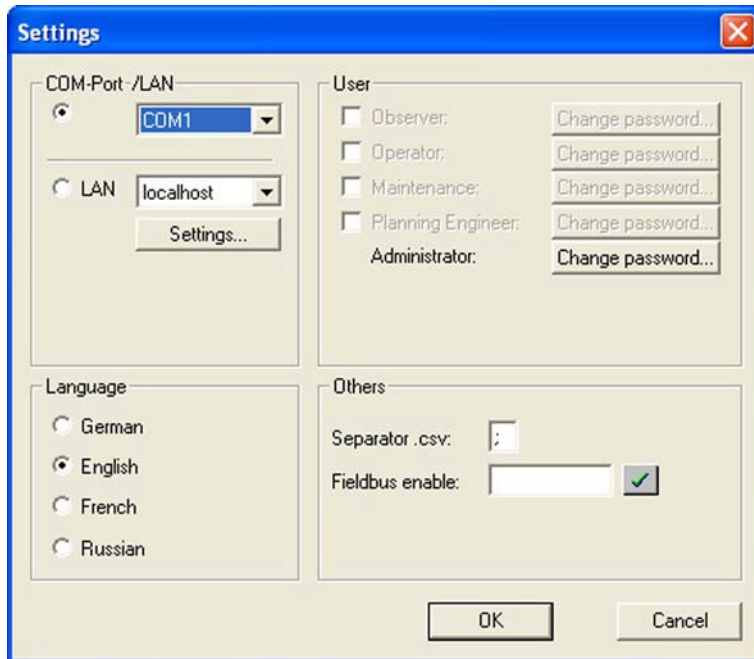 Settings
COM-Port -/LAN
COM1
LAN localhost
Settings...
User
Observer: Change password...
Operator: Change password...
Maintenance: Change password...
Planning Engineer: Change password...
Administrator: Change password...
Language
German
English
French
Russian
Others
Separator .csv: ;
Fieldbus enable:
OK Cancel